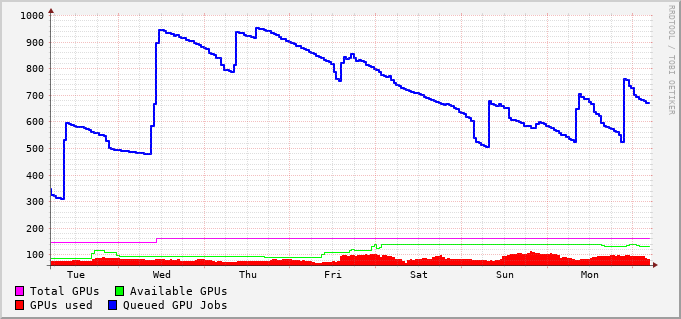 1000
900
800
700
600
500
400
300
200
100
Tue Wed Thu Fri Sat Sun Mon
Total GPUs Available GPUs
GPUs used Queued GPU Jobs
RRDTOOL / TOBI OETIKER